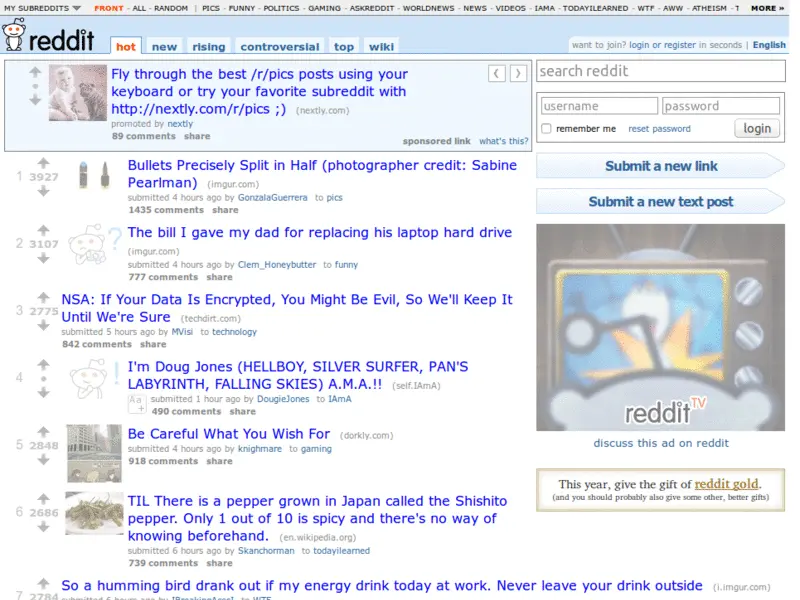 MY SUBREDDITS FRONT - ALL - RANDOM | PICS - FUNNY - POLITICS - GAMING - ASKREDDIT - WORLDNEWS - NEWS - VIDEOS - IAMA - TODAYILEARNED - WTF - AWW - ATHEISM - T MORE »
reddit hot new rising controversial top wiki
want to join? login or register in seconds | English
Fly through the best /r/pics posts using your
keyboard or try your favorite subreddit with
http://nextly.com/r/pics ;) (nextly.com)
promoted by nextly
89 comments share
sponsored link what's this?
1 3927
Bullets Precisely Split in Half (photographer credit: Sabine
Pearlman) (imgur.com)
submitted 4 hours ago by GonzalaGuerrera to pics
1435 comments share
2 3107
The bill I gave my dad for replacing his laptop hard drive
(imgur.com)
submitted 4 hours ago by Clem_Honeybutter to funny
777 comments share
3 2775
NSA: If Your Data Is Encrypted, You Might Be Evil, So We'll Keep It
Until We're Sure (techdirt.com)
submitted 5 hours ago by MVisi to technology
842 comments share
4
I'm Doug Jones (HELLBOY, SILVER SURFER, PAN'S
LABYRINTH, FALLING SKIES) A.M.A.!! (self.IAmA)
Aa
+
submitted 1 hour ago by DougieJones to IAmA
490 comments share
5 2848
Be Careful What You Wish For (dorkly.com)
submitted 4 hours ago by knighmare to gaming
918 comments share
6 2686
TIL There is a pepper grown in Japan called the Shishito
pepper. Only 1 out of 10 is spicy and there's no way of
knowing beforehand. (en.wikipedia.org)
submitted 6 hours ago by Skanchorman to todayilearned
739 comments share
7 2784
So a humming bird drank out if my energy drink today at work. Never leave your drink outside (i.imgur.com)
submitted 6 hours ago by to WTF
search reddit
username password
remember me reset password login
Submit a new link
Submit a new text post
reddit TV
discuss this ad on reddit
This year, give the gift of reddit gold.
(and you should probably also give some other, better gifts)